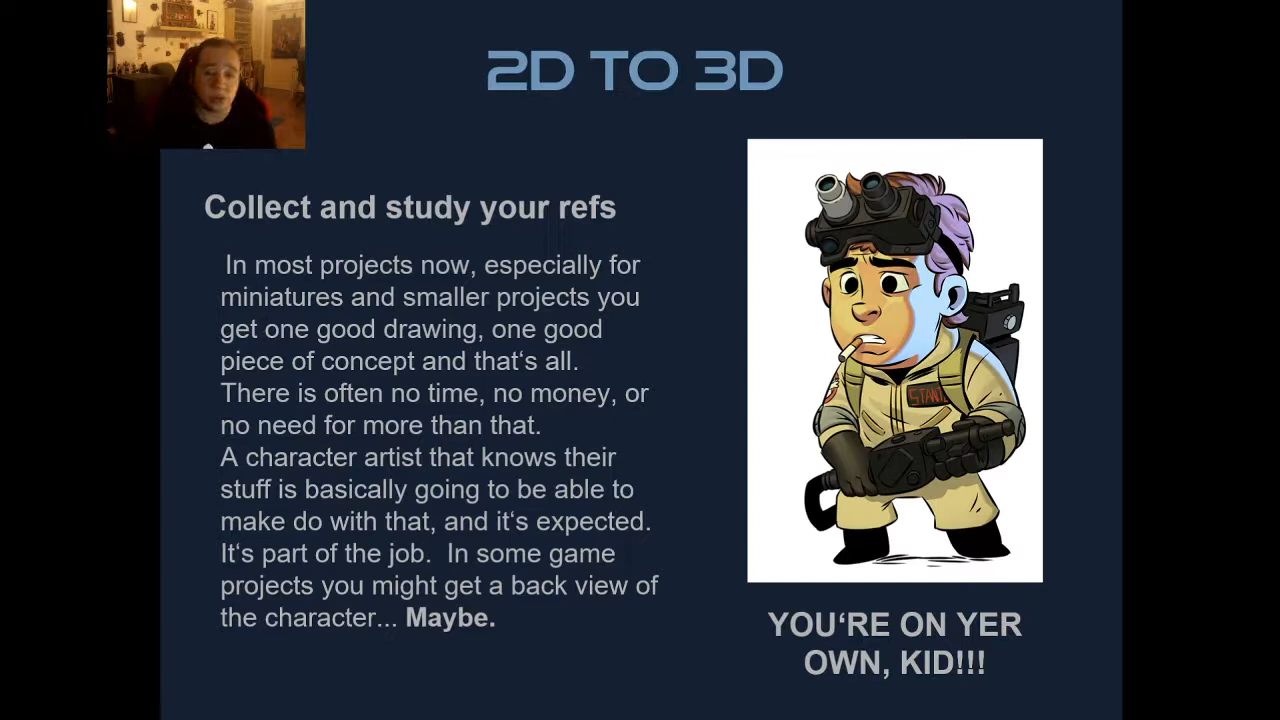 2D TO 3D
Collect and study your refs
In most projects now, especially for
miniatures and smaller projects you
get one good drawing, one good
piece of concept and that‘s all.
There is often no time, no money, or
no need for more than that.
A character artist that knows their
stuff is basically going to be able to
make do with that, and it‘s expected.
It‘s part of the job.  In some game
projects you might get a back view of
the character... Maybe.
STANTZ
YOU‘RE ON YER
OWN, KID!!!